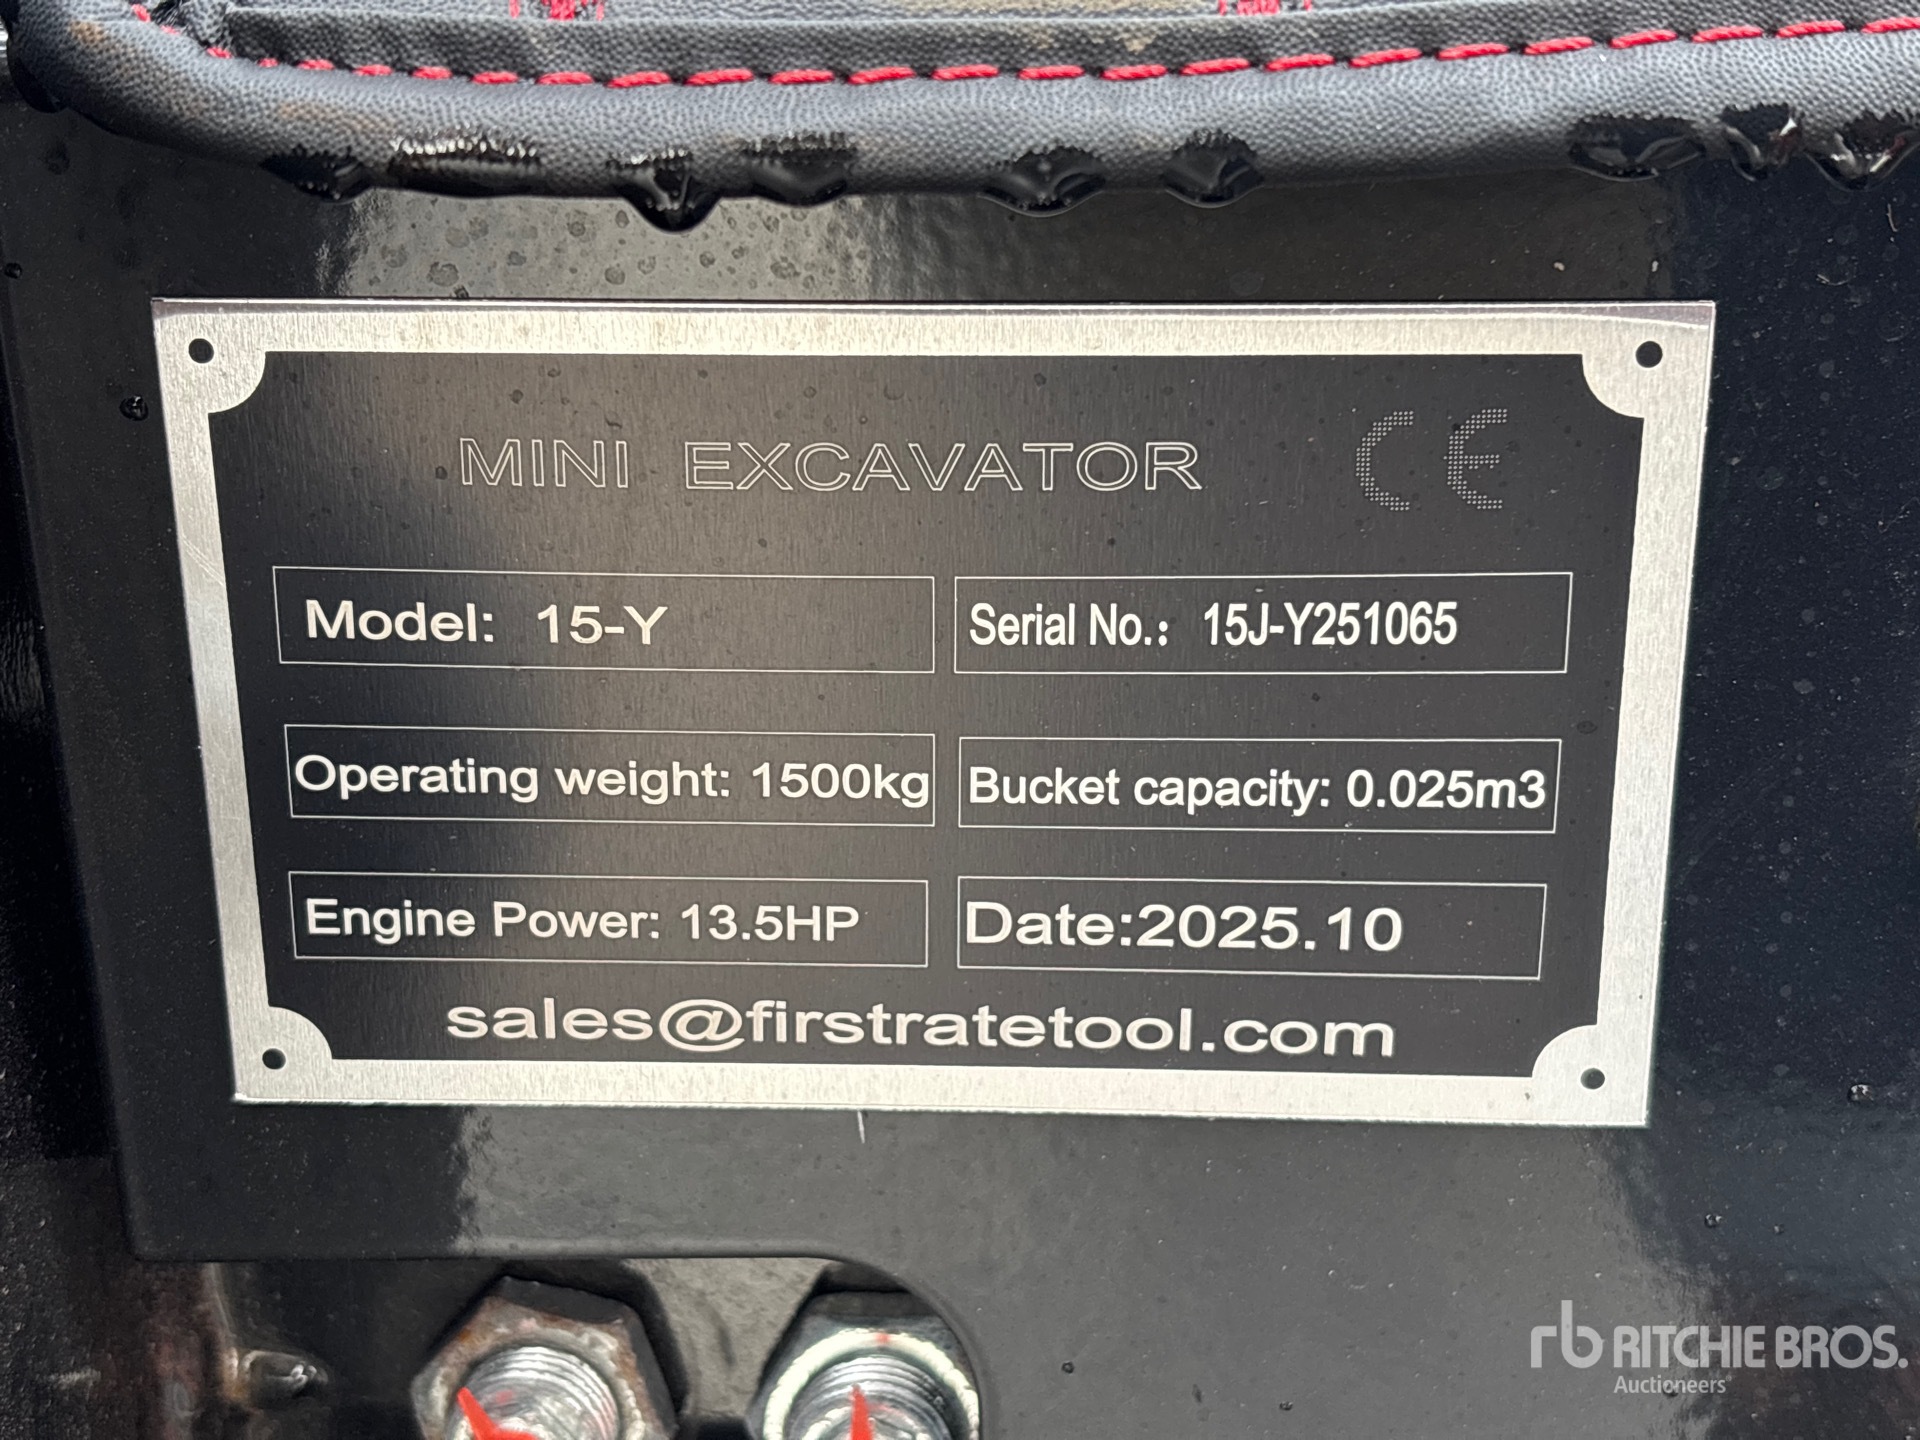 MINI EXCAVATOR CE
Model: 15-Y
Serial No.: 15J-Y251065
Operating weight: 1500kg
Bucket capacity: 0.025m3
Engine Power: 13.5HP
Date:2025.10
sales@firstratetool.com
rb RITCHIE BROS.
Auctioneers